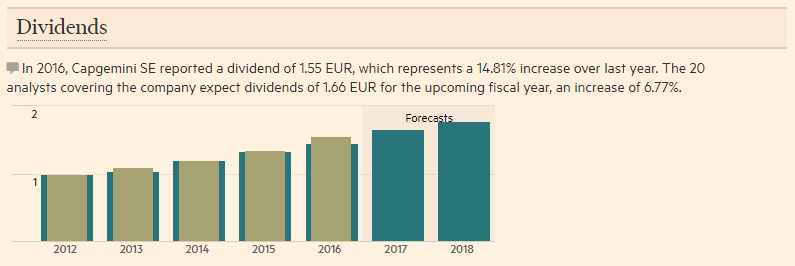 Dividends
In 2016, Capgemini SE reported a dividend of 1.55 EUR, which represents a 14.81% increase over last year. The 20
analysts covering the company expect dividends of 1.66 EUR for the upcoming fiscal year, an increase of 6.77%.
2
Forecasts
1
2012 2013 2014 2015 2016 2017 2018